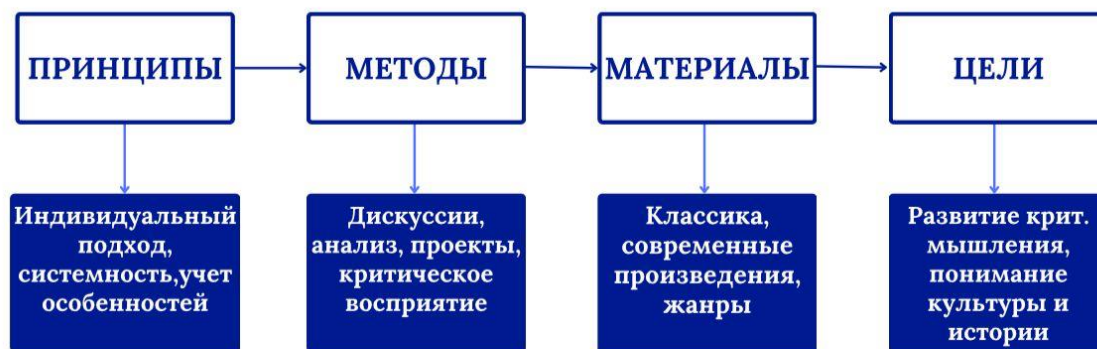 ПРИНЦИПЫ
МЕТОДЫ
МАТЕРИАЛЫ
ЦЕЛИ
Индивидуальный
подход,
системность,учет
особенностей
Дискуссии,
анализ, проекты,
критическое
восприятие
Классика,
современные
произведения,
жанры
Развитие крит.
мышления,
понимание
культуры и
истории